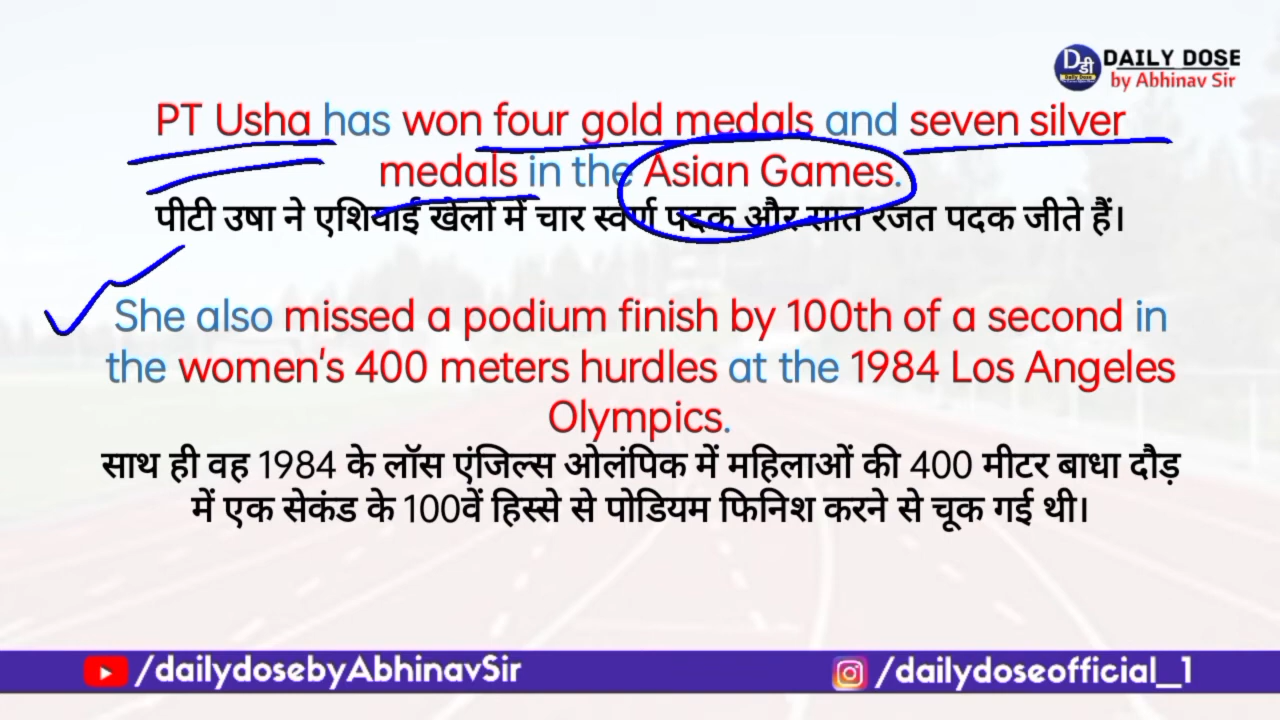 Dडी
Daily Dose
DAILY DOSE
by Abhinav Sir
PT Usha has won four gold medals and seven silver
medals in the Asian Games.
पीटी उषा ने एशियाई खेलों में चार स्वर्ण पदक और सात रजत पदक जीते हैं।
She also missed a podium finish by 100th of a second in
the women's 400 meters hurdles at the 1984 Los Angeles
Olympics.
साथ ही वह 1984 के लॉस एंजिल्स ओलंपिक में महिलाओं की 400 मीटर बाधा दौड़
में एक सेकंड के 100वें हिस्से से पोडियम फिनिश करने से चूक गई थी।
/dailydosebyAbhinavSir
/dailydoseofficial_1